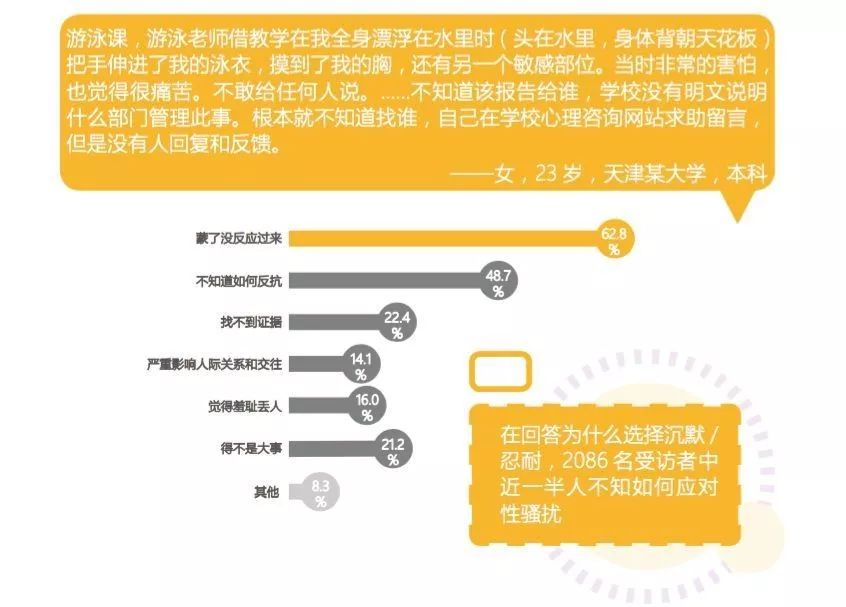 游泳课，游泳老师借教学在我全身漂浮在水里时（头在水里，身体背朝天花板）
把手伸进了我的泳衣，摸到了我的胸，还有另一个敏感部位。当时非常的害怕，
也觉得很痛苦。不敢给任何人说。……不知道该报告给谁，学校没有明文说明
什么部门管理此事。根本就不知道找谁，自己在学校心理咨询网站求助留言，
但是没有人回复和反馈。
——女，23 岁，天津某大学，本科
蒙了没反应过来
62.8
%
不知道如何反抗
48.7
%
找不到证据
22.4
%
严重影响人际关系和交往
14.1
%
觉得羞耻丢人
16.0
%
得不是大事
21.2
%
其他
8.3
%
在回答为什么选择沉默 /
忍耐，2086 名受访者中
近一半人不知如何应对
性骚扰